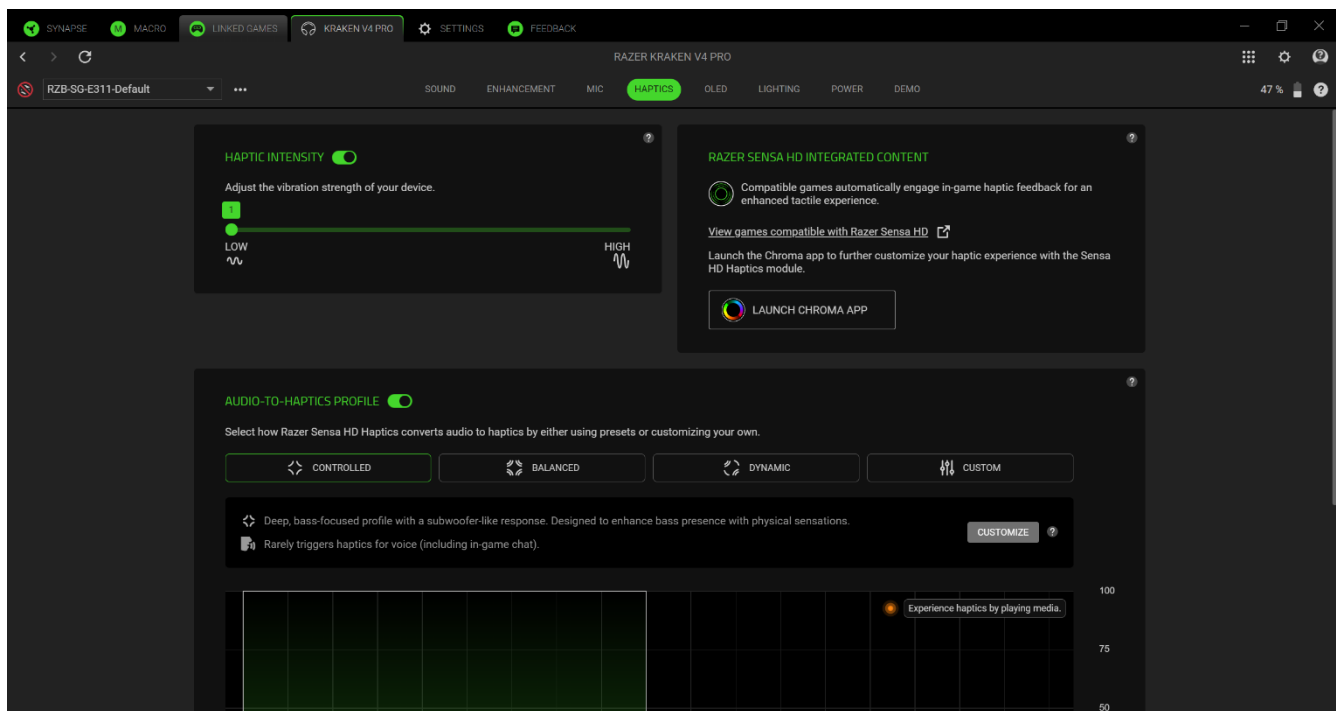 SYNAPSE
M MACRO
LINKED GAMES
KRAKEN V4 PRO
SETTINGS
FEEDBACK
RAZER KRAKEN V4 PRO
RZB-SG-E311-Default
SOUND
ENHANCEMENT
MIC
HAPTICS
OLED
LIGHTING
POWER
DEMO
47 %
?
HAPTIC INTENSITY
?
Adjust the vibration strength of your device.
1
LOW
HIGH
RAZER SENSA HD INTEGRATED CONTENT
?
Compatible games automatically engage in-game haptic feedback for an
enhanced tactile experience.
View games compatible with Razer Sensa HD
Launch the Chroma app to further customize your haptic experience with the Sensa
HD Haptics module.
LAUNCH CHROMA APP
AUDIO-TO-HAPTICS PROFILE
?
Select how Razer Sensa HD Haptics converts audio to haptics by either using presets or customizing your own.
CONTROLLED
BALANCED
DYNAMIC
CUSTOM
Deep, bass-focused profile with a subwoofer-like response. Designed to enhance bass presence with physical sensations.
Rarely triggers haptics for voice (including in-game chat).
CUSTOMIZE
?
Experience haptics by playing media.
100
75
50